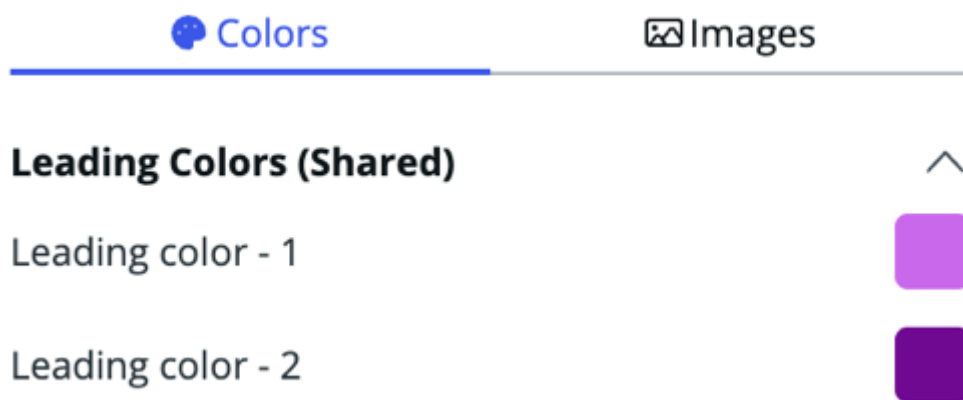 Colors Images
Leading Colors (Shared)
Leading color - 1
Leading color - 2